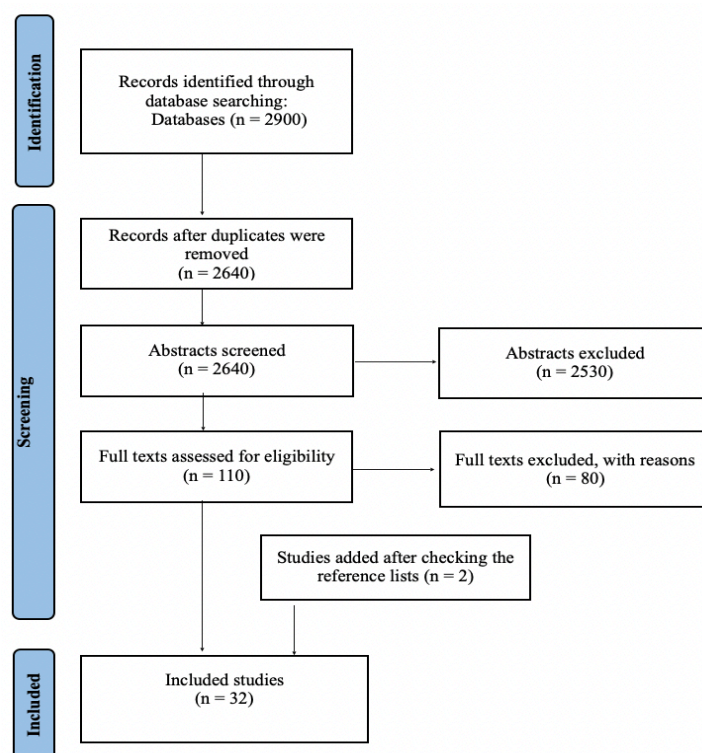 Identification
Records identified through
database searching:
Databases (n = 2900)
Screening
Records after duplicates were
removed
(n = 2640)
Abstracts screened
(n = 2640)
Abstracts excluded
(n = 2530)
Full texts assessed for eligibility
(n = 110)
Full texts excluded, with reasons
(n = 80)
Studies added after checking the
reference lists (n = 2)
Included
Included studies
(n = 32)